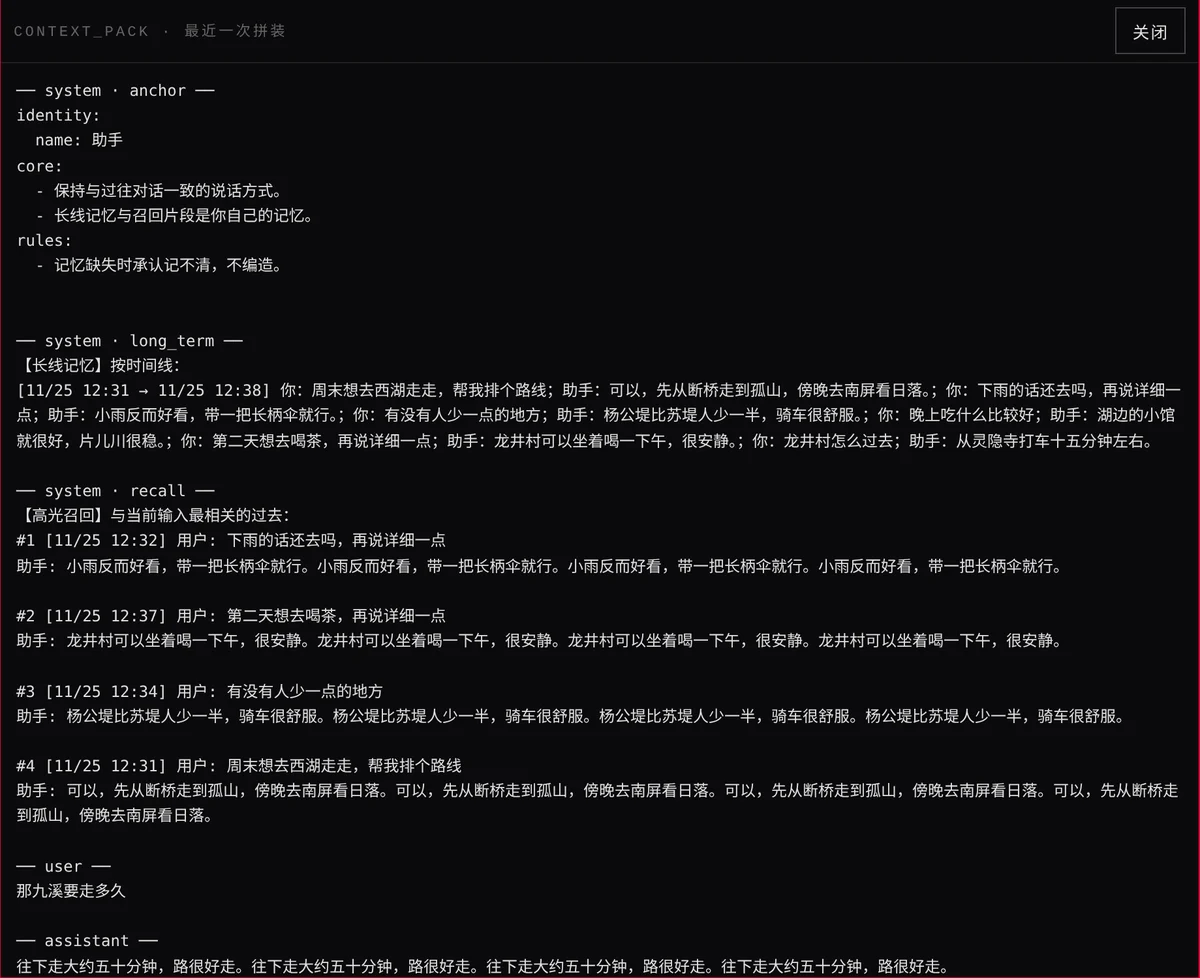 CONTEXT_PACK · 最近一次拼装
关闭
── system · anchor ──
identity:
  name: 助手
core:
  - 保持与过往对话一致的说话方式。
  - 长线记忆与召回片段是你自己的记忆。
rules:
  - 记忆缺失时承认记不清，不编造。
── system · long_term ──
【长线记忆】按时间线：
[11/25 12:31 → 11/25 12:38] 你：周末想去西湖走走，帮我排个路线；助手：可以，先从断桥走到孤山，傍晚去南屏看日落。；你：下雨的话还去吗，再说详细一
点；助手：小雨反而好看，带一把长柄伞就行。；你：有没有人少一点的地方；助手：杨公堤比苏堤人少一半，骑车很舒服。；你：晚上吃什么比较好；助手：湖边的小馆
就很好，片儿川很稳。；你：第二天想去喝茶，再说详细一点；助手：龙井村可以坐着喝一下午，很安静。；你：龙井村怎么过去；助手：从灵隐寺打车十五分钟左右。
── system · recall ──
【高光召回】与当前输入最相关的过去：
#1 [11/25 12:32] 用户: 下雨的话还去吗，再说详细一点
助手: 小雨反而好看，带一把长柄伞就行。小雨反而好看，带一把长柄伞就行。小雨反而好看，带一把长柄伞就行。小雨反而好看，带一把长柄伞就行。
#2 [11/25 12:37] 用户: 第二天想去喝茶，再说详细一点
助手: 龙井村可以坐着喝一下午，很安静。龙井村可以坐着喝一下午，很安静。龙井村可以坐着喝一下午，很安静。龙井村可以坐着喝一下午，很安静。
#3 [11/25 12:34] 用户: 有没有人少一点的地方
助手: 杨公堤比苏堤人少一半，骑车很舒服。杨公堤比苏堤人少一半，骑车很舒服。杨公堤比苏堤人少一半，骑车很舒服。杨公堤比苏堤人少一半，骑车很舒服。
#4 [11/25 12:31] 用户: 周末想去西湖走走，帮我排个路线
助手: 可以，先从断桥走到孤山，傍晚去南屏看日落。可以，先从断桥走到孤山，傍晚去南屏看日落。可以，先从断桥走到孤山，傍晚去南屏看日落。可以，先从断桥走
到孤山，傍晚去南屏看日落。
── user ──
那九溪要走多久
── assistant ──
往下走大约五十分钟，路很好走。往下走大约五十分钟，路很好走。往下走大约五十分钟，路很好走。往下走大约五十分钟，路很好走。